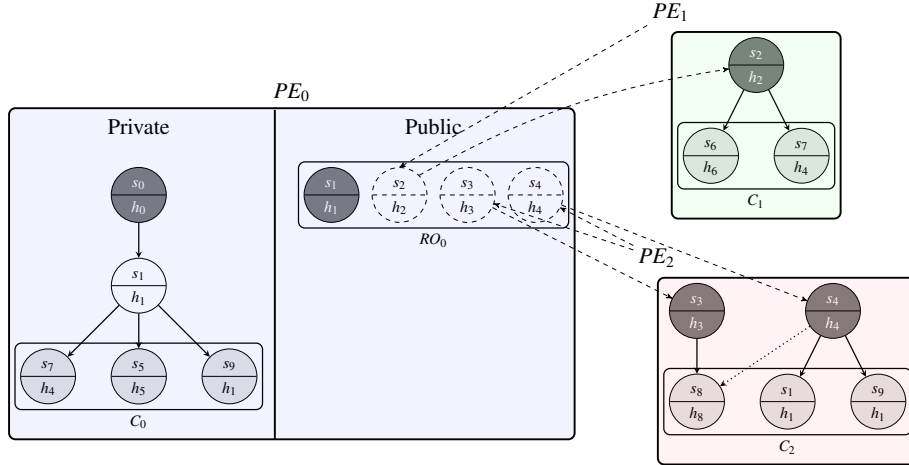 PE1
s2
h2
PE0
Private
Public
s6
h6
s7
h4
C1
s0
h0
s1
h1
s2
h2
s3
h3
s4
h4
RO0
PE2
s1
h1
s3
h3
s4
h4
s7
h4
s5
h5
s9
h1
C0
s8
h8
s1
h1
s9
h1
C2